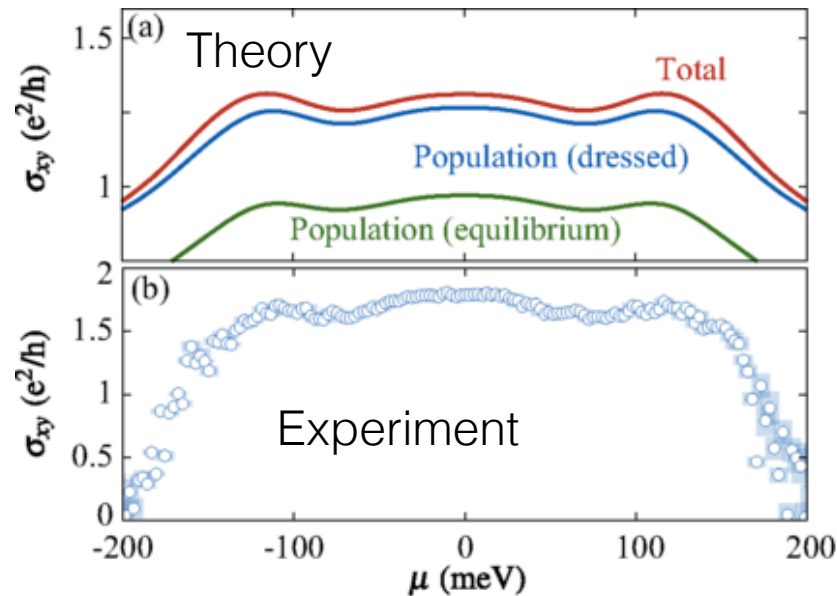 (a)
Theory
Total
Population (dressed)
Population (equilibrium)
σxy (e²/h)
1.5
1
(b)
Experiment
σxy (e²/h)
2
1.5
1
0.5
0
-200 -100 0 100 200
μ (meV)